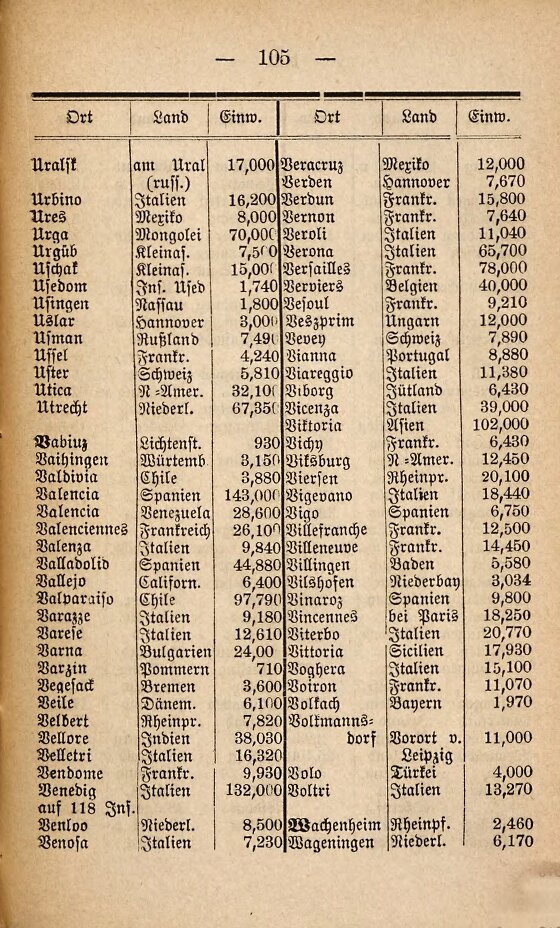 — 105 —
Ort Land Einw.
Uralsk am Ural 17,000
(russ.)
Urbino Italien 16,200
Ures Mexiko 8,000
Urga Mongolei 70,000
Urgüb Kleinas. 7,500
Uschak Kleinas. 15,000
Usedom Ins. Used 1,740
Usingen Nassau 1,800
Uslar Hannover 3,000
Usman Rußland 7,490
Ussel Frankr. 4,240
Uster Schweiz 5,810
Utica N=Amer. 32,100
Utrecht Niederl. 67,350
Vabiuz Lichtenst. 930
Vaihingen Würtemb 3,150
Valdivia Chile 3,880
Valencia Spanien 143,000
Valencia Venezuela 28,600
Valenciennes Frankreich 26,100
Valenza Italien 9,840
Valladolid Spanien 44,880
Vallejo Californ. 6,400
Valparaiso Chile 97,790
Varazze Italien 9,180
Varese Italien 12,610
Varna Bulgarien 24,00
Varzin Pommern 710
Vegesack Bremen 3,600
Veile Dänem. 6,100
Velbert Rheinpr. 7,820
Vellore Indien 38,030
Velletri Italien 16,320
Vendome Frankr. 9,930
Venedig Italien 132,000
auf 118 Ins.
Venloo Niederl. 8,500
Venosa Italien 7,230
Ort Land Einw.
Veracruz Mexiko 12,000
Verden Hannover 7,670
Verdun Frankr. 15,800
Vernon Frankr. 7,640
Veroli Italien 11,040
Verona Italien 65,700
Versailles Frankr. 78,000
Verviers Belgien 40,000
Vesoul Frankr. 9,210
Veszprim Ungarn 12,000
Vevey Schweiz 7,890
Vianna Portugal 8,880
Viareggio Italien 11,380
Viborg Jütland 6,430
Vicenza Italien 39,000
Viktoria Asien 102,000
Vichy Frankr. 6,430
Viksburg N=Amer. 12,450
Viersen Rheinpr. 20,100
Vigevano Italien 18,440
Vigo Spanien 6,750
Villefranche Frankr. 12,500
Villeneuve Frankr. 14,450
Villingen Baden 5,580
Vilshofen Niederbay 3,034
Vinaroz Spanien 9,800
Vincennes bei Paris 18,250
Viterbo Italien 20,770
Vittoria Sicilien 17,930
Voghera Italien 15,100
Voiron Frankr. 11,070
Volkach Bayern 1,970
Volkmanns=
dorf Vorort v. 11,000
Leipzig
Volo Türkei 4,000
Voltri Italien 13,270
Wachenheim Rheinpf. 2,460
Wageningen Niederl. 6,170